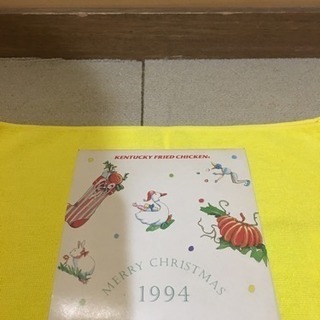 KENTUCKY FRIED CHICKEN®
MERRY CHRISTMAS
1994